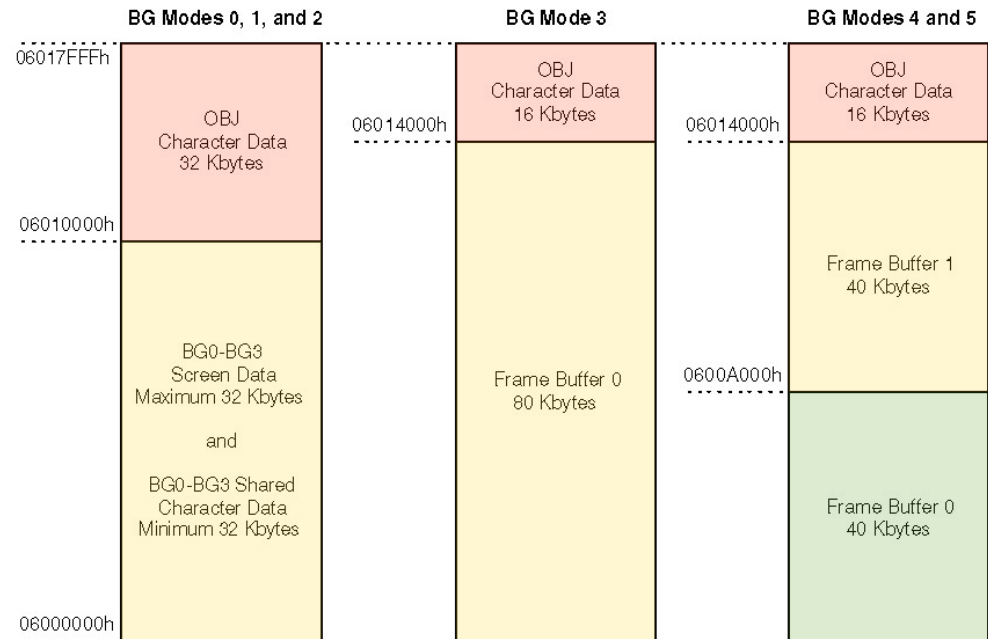 BG Modes 0, 1, and 2
06017FFFh
OBJ
Character Data
32 Kbytes
06010000h
BG0-BG3
Screen Data
Maximum 32 Kbytes
and
BG0-BG3 Shared
Character Data
Minimum 32 Kbytes
06000000h
BG Mode 3
OBJ
Character Data
16 Kbytes
06014000h
Frame Buffer 0
80 Kbytes
BG Modes 4 and 5
OBJ
Character Data
16 Kbytes
06014000h
Frame Buffer 1
40 Kbytes
0600A000h
Frame Buffer 0
40 Kbytes